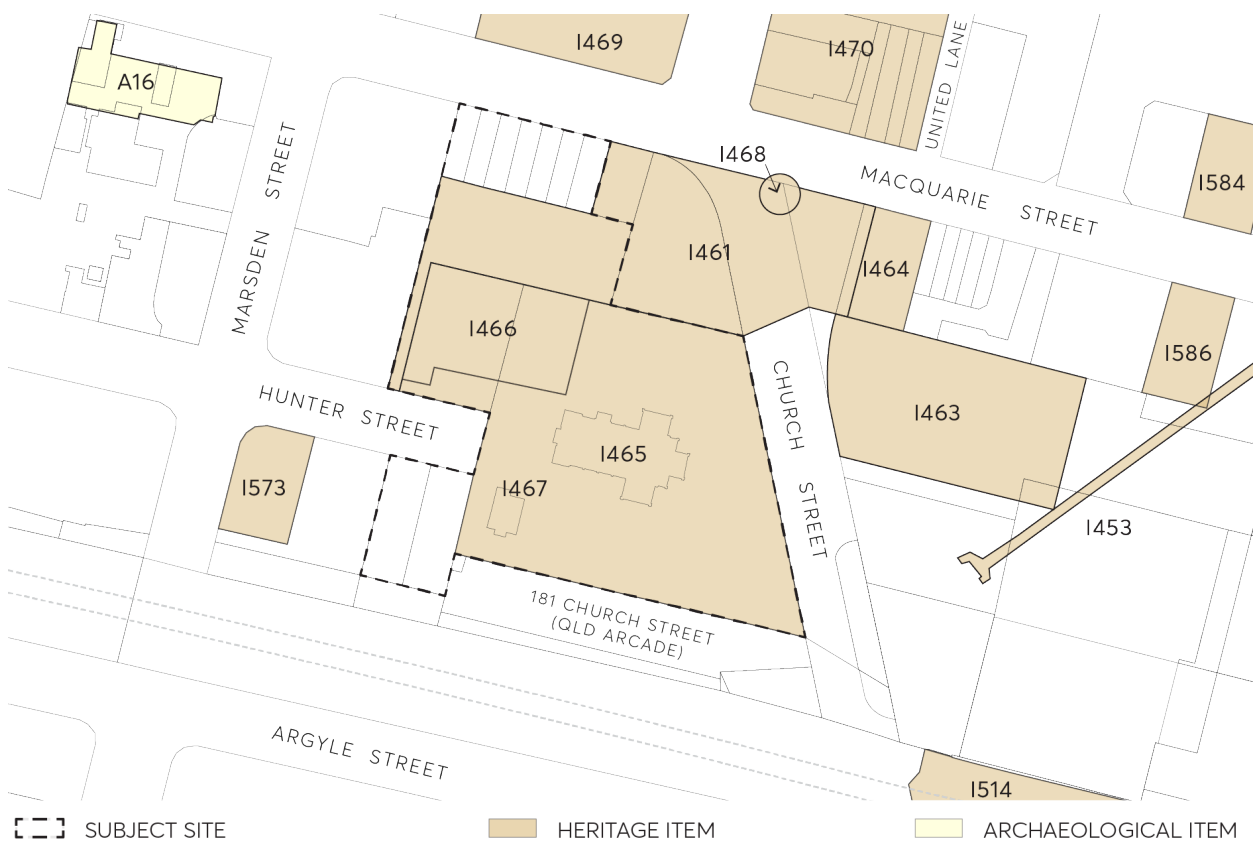 I469
I470
UNITED LANE
A16
MARSDEN STREET
I468
MACQUARIE STREET
I584
I461
I464
I466
I586
HUNTER STREET
CHURCH STREET
I463
I465
I573
I467
I453
181 CHURCH STREET
(QLD ARCADE)
ARGYLE STREET
I514
SUBJECT SITE
HERITAGE ITEM
ARCHAEOLOGICAL ITEM